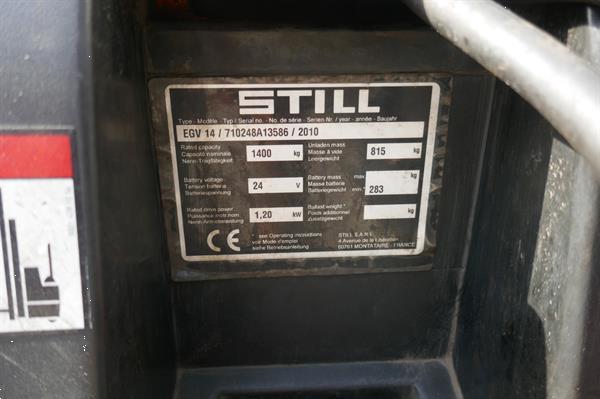 STILL
Type - Modèle - Typ / Serial no. - No. de série - Serien Nr / year - année - Baujahr
EGV 14 / 710248A13586 / 2010
Rated capacity
Capacité nominale
Nenn-Tragfähigkeit
1400 kg
Unladen mass
Masse à vide
Leergewicht
815 kg
Battery voltage
Tension batterie
Batteriespannung
24 V
Battery mass max
Masse batterie
Batteriegewicht min.*
kg
283
Rated drive power
Puissance motr.nom
Nenn-Antriebsleistung
1,20 kW
Ballast weight *
Poids additionnel
Zusatzgewicht
kg
CE
* see Operating instructions
voir Mode d'emploi
siehe Betriebsanleitung
STILL S.A.R.L.
4 Avenue de la Libération
60761 MONTATAIRE - FRANCE